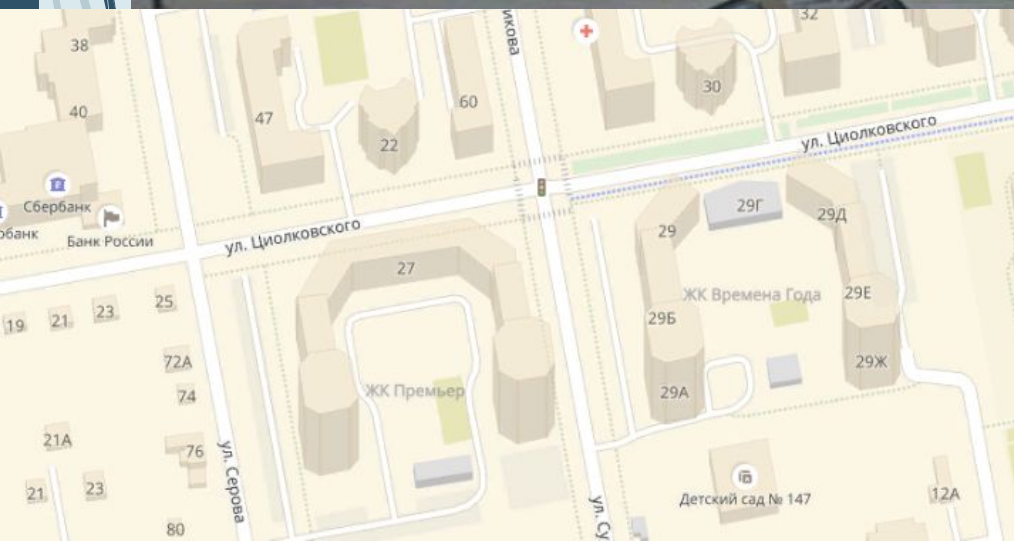 38
32
икова
30
40
60
47
ул. Циолковского
22
Сбербанк
29Г
29Д
рбанк
Банк России
29
ул. Циолковского
27
ЖК Времена Года
29Е
29Б
25
23
21
19
72А
29Ж
ЖК Премьер
29А
74
21А
76
ул. Серова
23
21
Детский сад № 147
12А
ул. Су
80